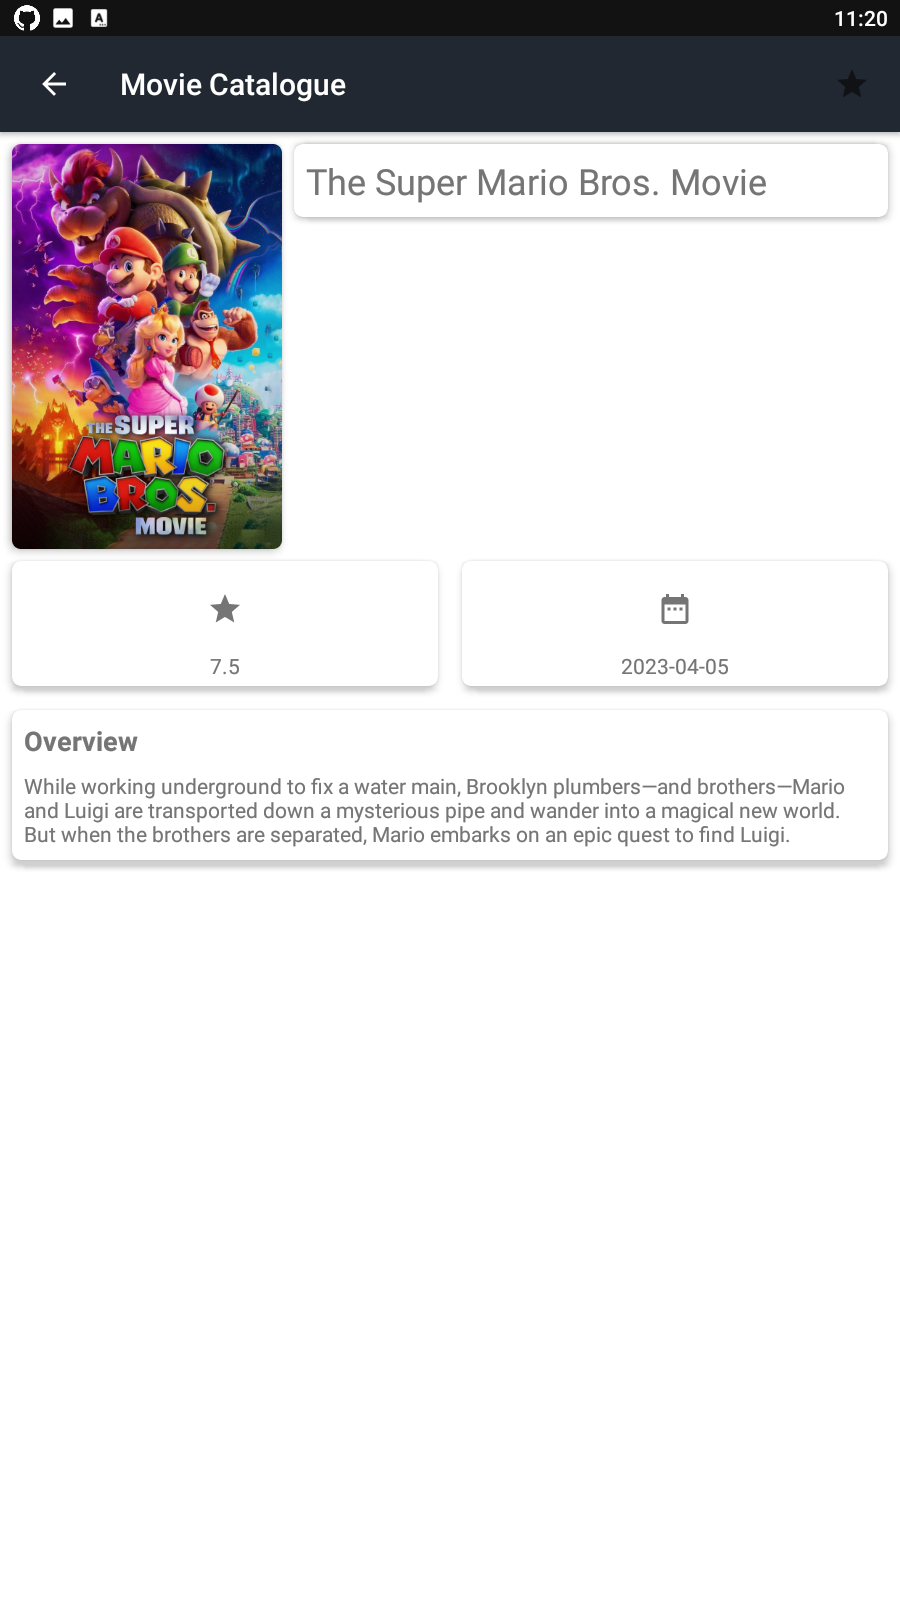 11:20
Movie Catalogue
The Super Mario Bros. Movie
THE SUPER
MARIO
BROS.
MOVIE
7.5
2023-04-05
Overview
While working underground to fix a water main, Brooklyn plumbers—and brothers—Mario
and Luigi are transported down a mysterious pipe and wander into a magical new world.
But when the brothers are separated, Mario embarks on an epic quest to find Luigi.